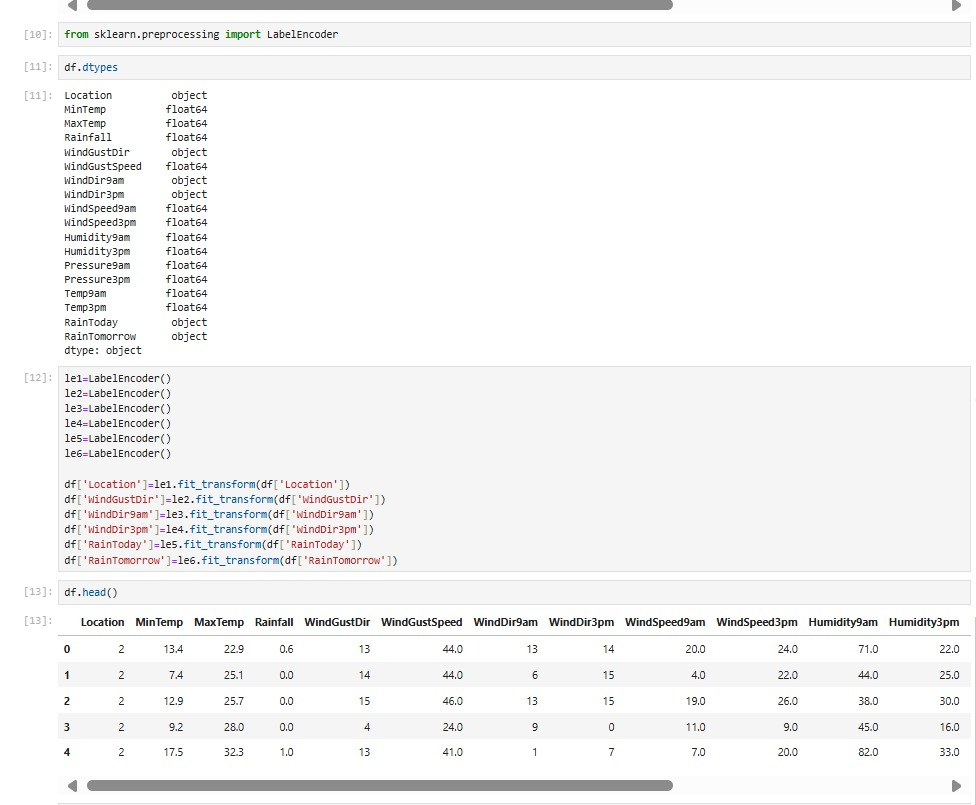 [10]: from sklearn.preprocessing import LabelEncoder
[11]: df.dtypes
[11]: Location object
MinTemp float64
MaxTemp float64
Rainfall float64
WindGustDir object
WindGustSpeed float64
WindDir9am object
WindDir3pm object
WindSpeed9am float64
WindSpeed3pm float64
Humidity9am float64
Humidity3pm float64
Pressure9am float64
Pressure3pm float64
Temp9am float64
Temp3pm float64
RainToday object
RainTomorrow object
dtype: object
[12]: le1=LabelEncoder()
le2=LabelEncoder()
le3=LabelEncoder()
le4=LabelEncoder()
le5=LabelEncoder()
le6=LabelEncoder()
df['Location']=le1.fit_transform(df['Location'])
df['WindGustDir']=le2.fit_transform(df['WindGustDir'])
df['WindDir9am']=le3.fit_transform(df['WindDir9am'])
df['WindDir3pm']=le4.fit_transform(df['WindDir3pm'])
df['RainToday']=le5.fit_transform(df['RainToday'])
df['RainTomorrow']=le6.fit_transform(df['RainTomorrow'])
[13]: df.head()
[13]: Location MinTemp MaxTemp Rainfall WindGustDir WindGustSpeed WindDir9am WindDir3pm WindSpeed9am WindSpeed3pm Humidity9am Humidity3pm
0 2 13.4 22.9 0.6 13 44.0 13 14 20.0 24.0 71.0 22.0
1 2 7.4 25.1 0.0 14 44.0 6 15 4.0 22.0 44.0 25.0
2 2 12.9 25.7 0.0 15 46.0 13 15 19.0 26.0 38.0 30.0
3 2 9.2 28.0 0.0 4 24.0 9 0 11.0 9.0 45.0 16.0
4 2 17.5 32.3 1.0 13 41.0 1 7 7.0 20.0 82.0 33.0